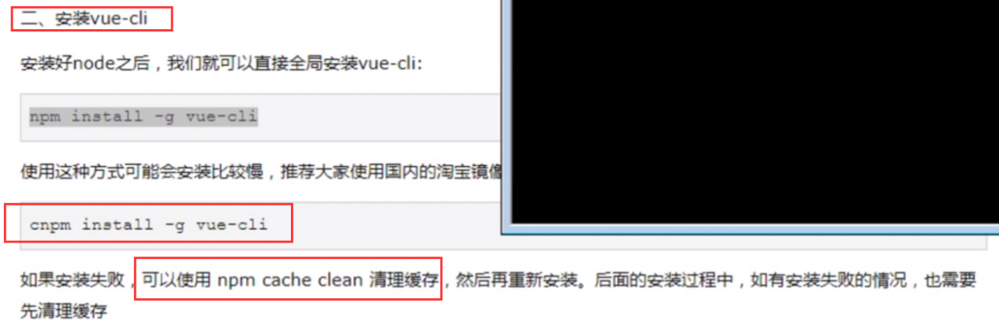 二、安装vue-cli
安装好node之后，我们就可以直接全局安装vue-cli:
npm install -g vue-cli
使用这种方式可能会安装比较慢，推荐大家使用国内的淘宝镜像
cnpm install -g vue-cli
如果安装失败，可以使用 npm cache clean 清理缓存，然后再重新安装。后面的安装过程中，如有安装失败的情况，也需要
先清理缓存